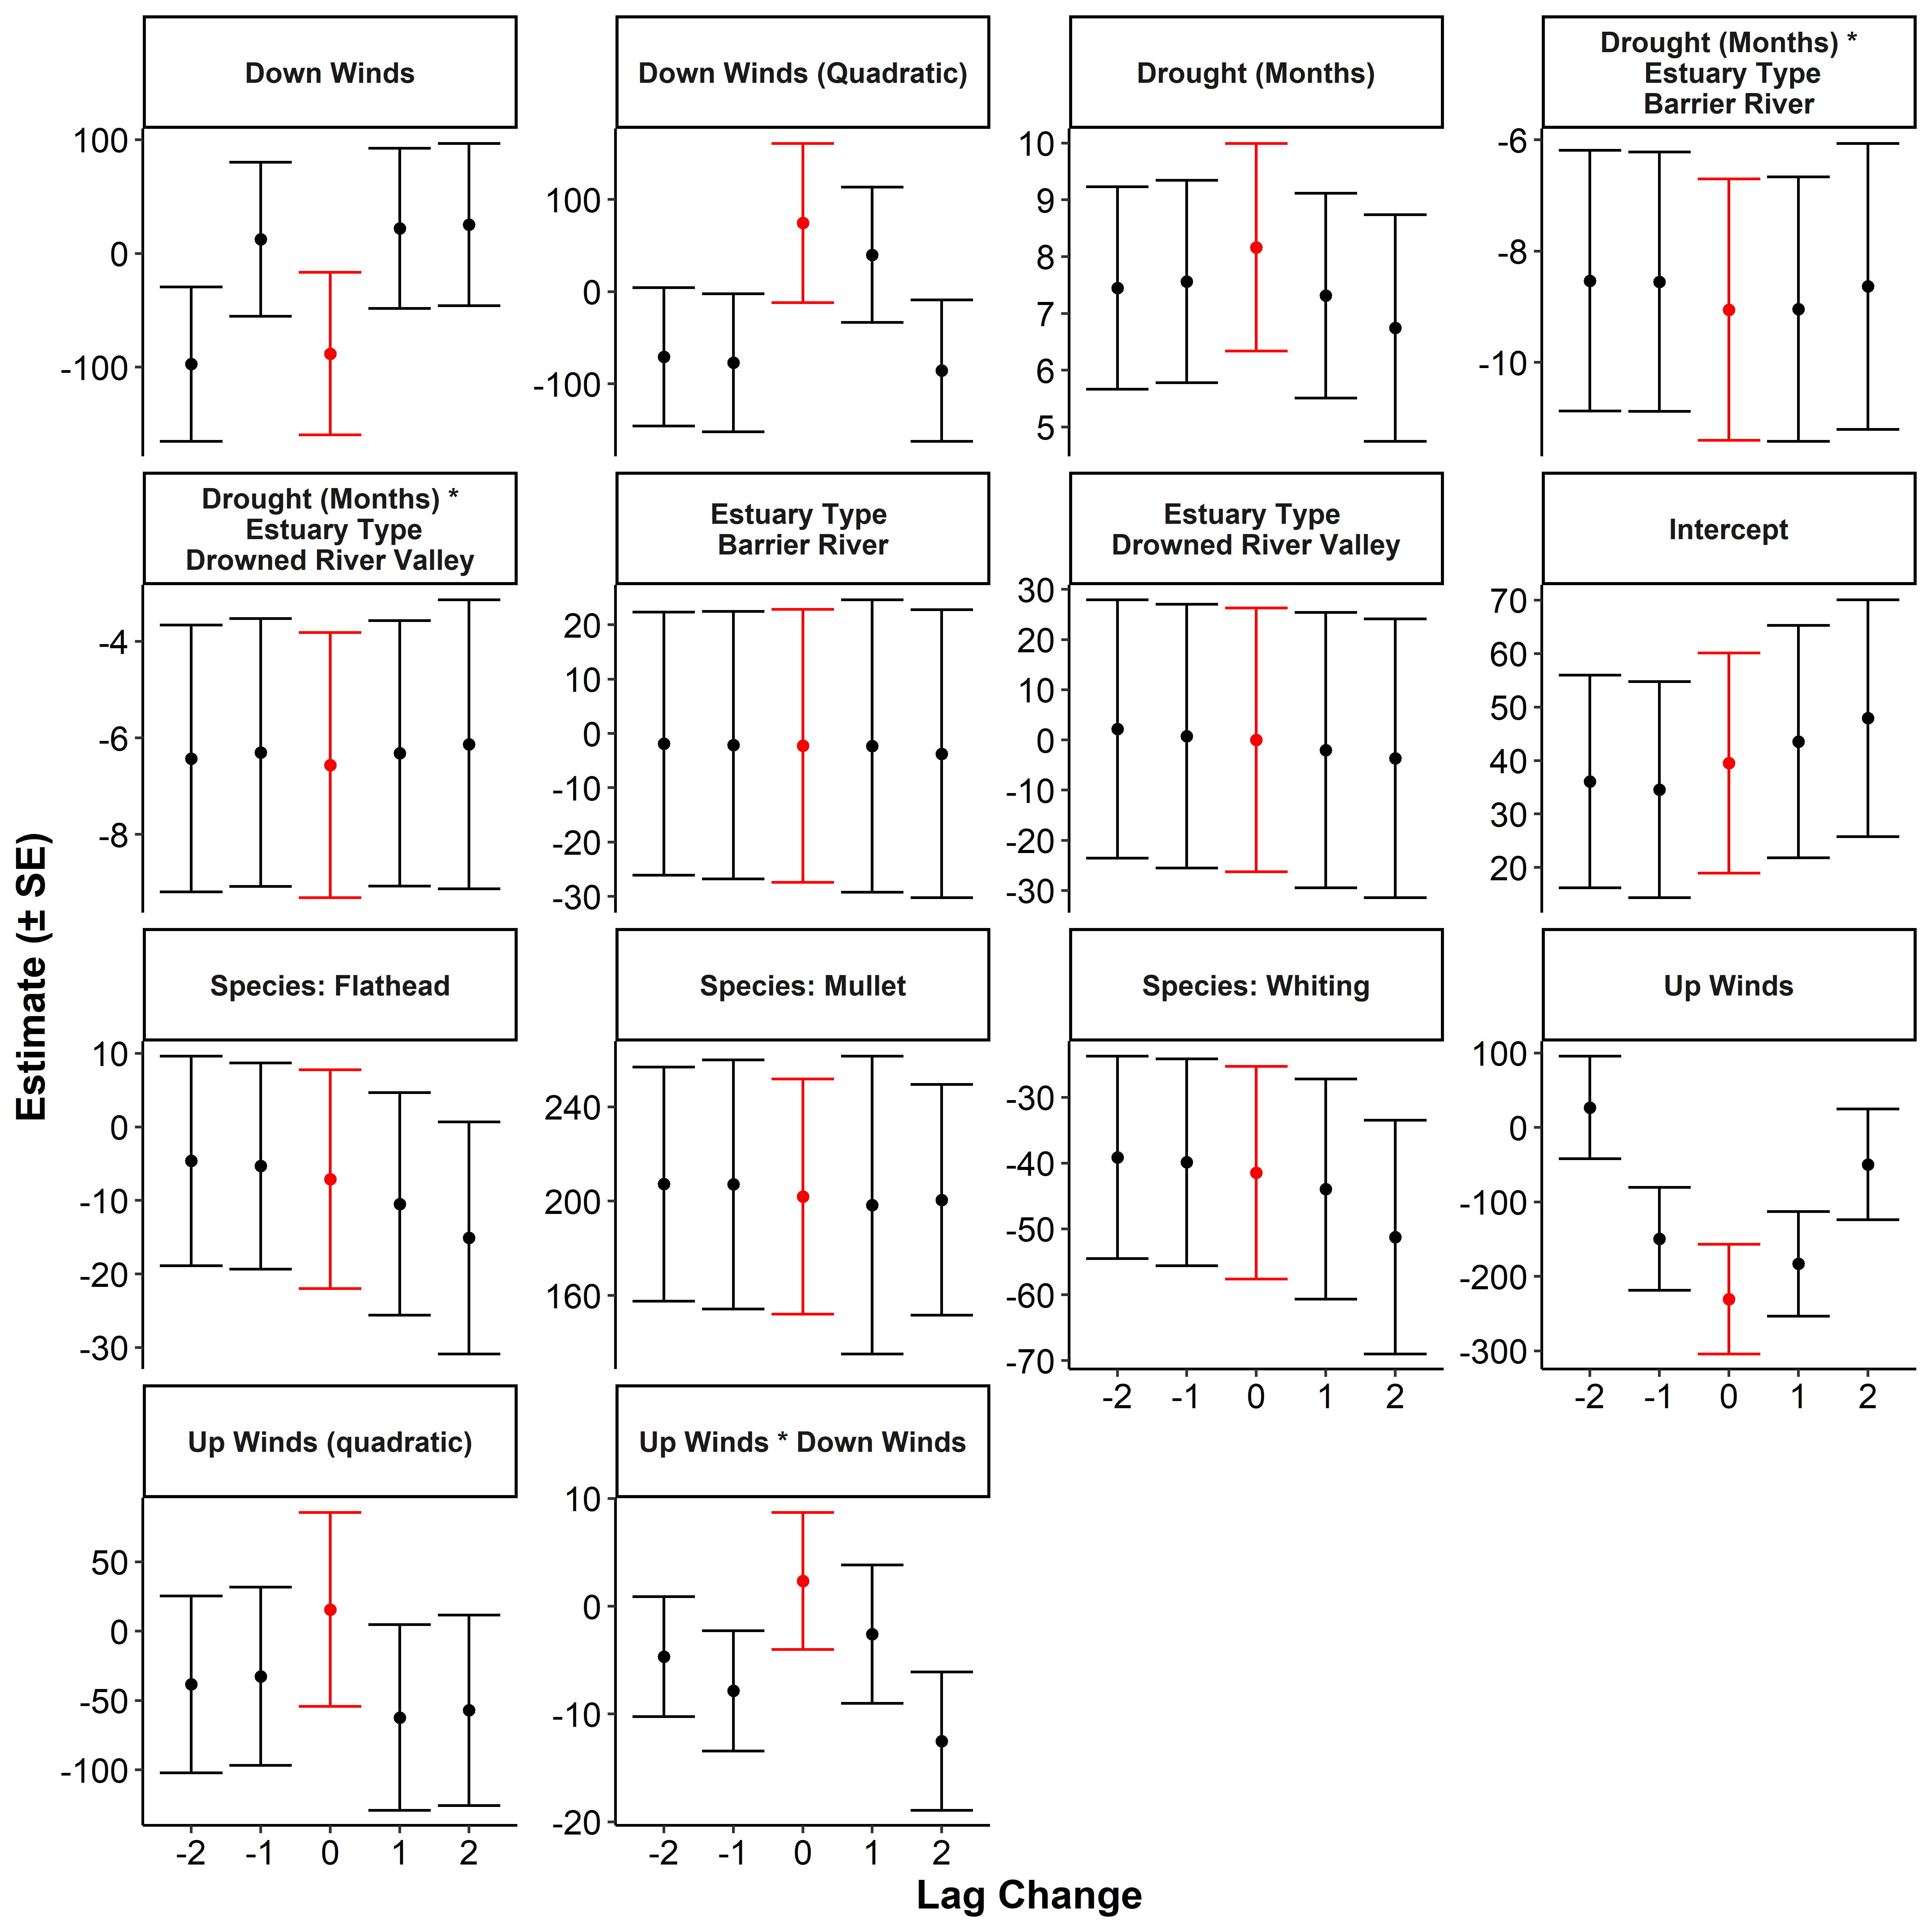 Down Winds
Down Winds (Quadratic)
Drought (Months)
Drought (Months) *
Estuary Type
Barrier River
100
0
-100
100
0
-100
10
9
8
7
6
5
-6
-8
-10
Drought (Months) *
Estuary Type
Drowned River Valley
Estuary Type
Barrier River
Estuary Type
Drowned River Valley
Intercept
-4
-6
-8
20
10
0
-10
-20
-30
30
20
10
0
-10
-20
-30
70
60
50
40
30
20
Estimate (± SE)
Species: Flathead
Species: Mullet
Species: Whiting
Up Winds
10
0
-10
-20
-30
240
200
160
-30
-40
-50
-60
-70
100
0
-100
-200
-300
-2 -1 0 1 2
-2 -1 0 1 2
Up Winds (quadratic)
Up Winds * Down Winds
50
0
-50
-100
10
0
-10
-20
-2 -1 0 1 2
-2 -1 0 1 2
Lag Change